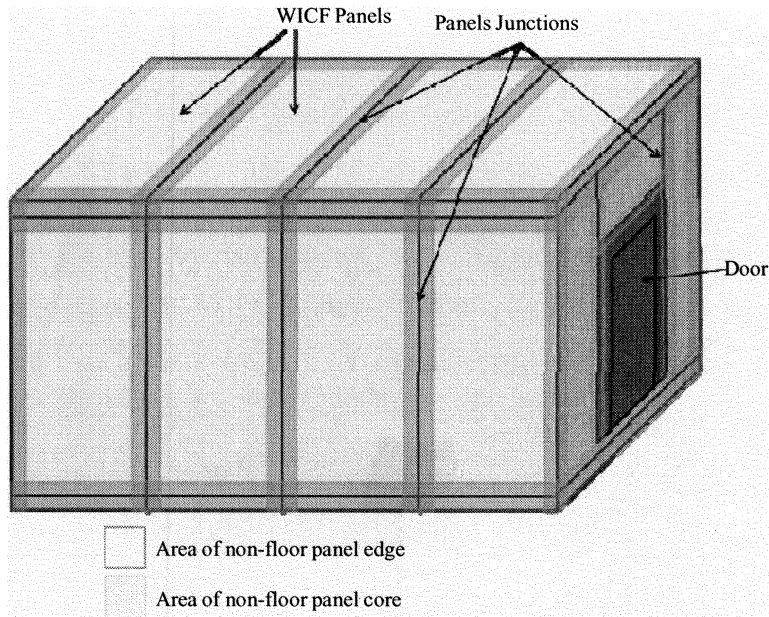 WICF Panels
Panels Junctions
Door
Area of non-floor panel edge
Area of non-floor panel core